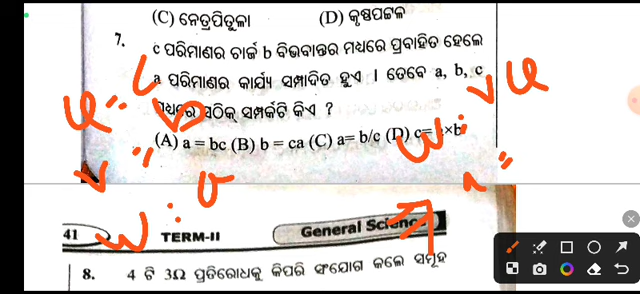 (C) ନେତ୍ରପିତୁଳା (D) କୃଷ୍ଣପଟ୍ଟଳ
7. c ପରିମାଣର ଚାର୍ଜ b ବିଭବାନ୍ତର ମଧ୍ୟରେ ପ୍ରବାହିତ ହେଲେ
a ପରିମାଣର କାର୍ଯ୍ୟ ସମ୍ପାଦିତ ହୁଏ । ତେବେ a, b, c
ମଧ୍ୟରେ ସଠିକ୍ ସମ୍ପର୍କଟି କିଏ ?
(A) a = bc (B) b = ca (C) a= b/c (D) c= ×b
41 TERM-II General Scienc
8. 4 ଟି 3Ω ପ୍ରତିରୋଧକୁ କିପରି ସଂଯୋଗ କଲେ ସମୂହ